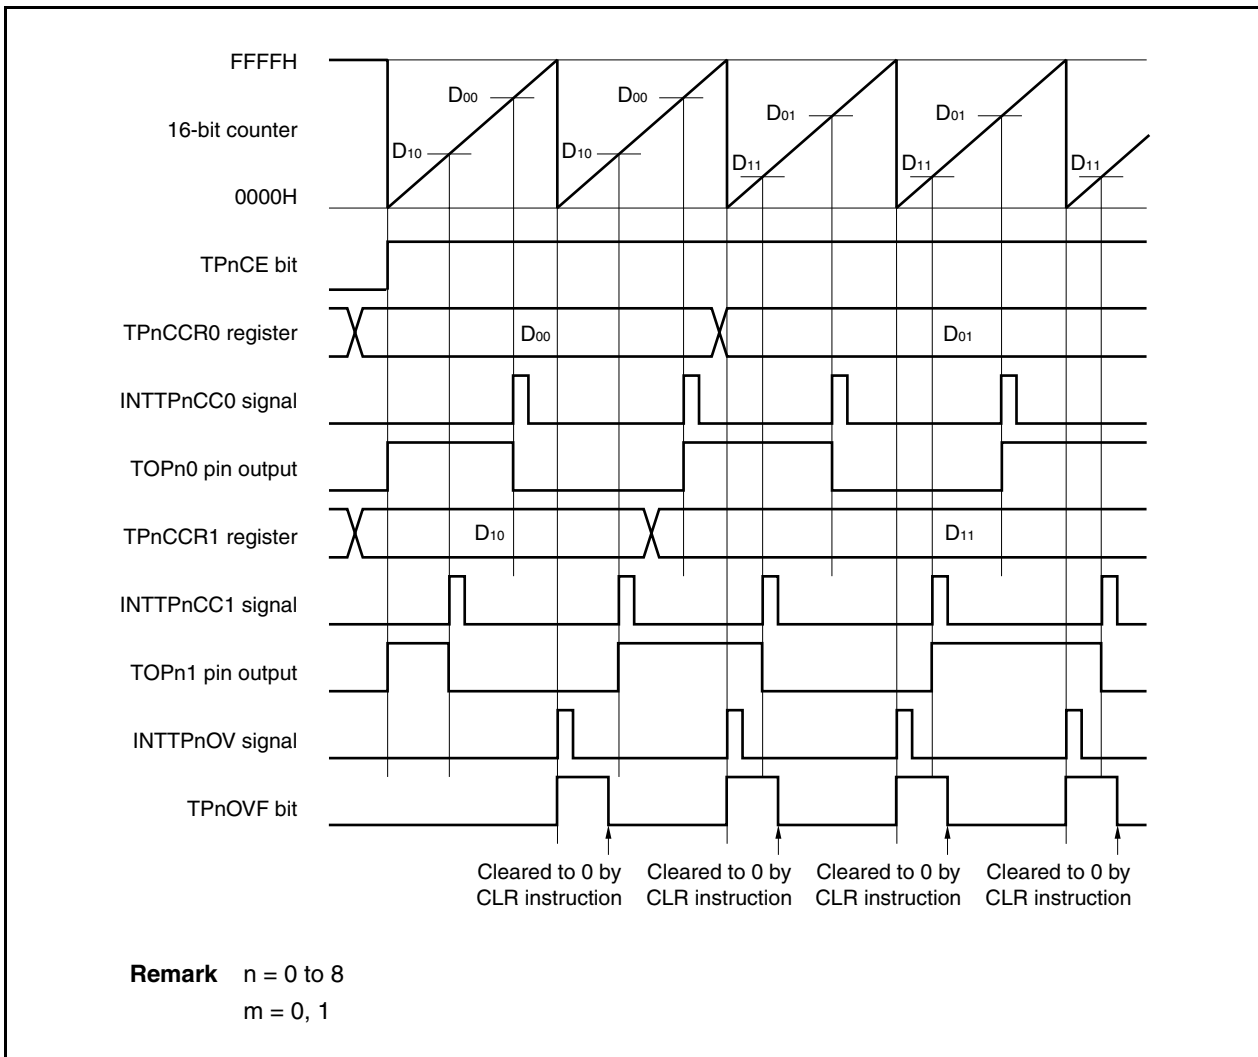 FFFFH
D00
D00
D01
D01
16-bit counter
D10
D10
D11
D11
D11
0000H
TPnCE bit
TPnCCR0 register
D00
D01
INTTPnCC0 signal
TOPn0 pin output
TPnCCR1 register
D10
D11
INTTPnCC1 signal
TOPn1 pin output
INTTPnOV signal
TPnOVF bit
Cleared to 0 by
CLR instruction
Cleared to 0 by
CLR instruction
Cleared to 0 by
CLR instruction
Cleared to 0 by
CLR instruction
Remark n = 0 to 8
m = 0, 1